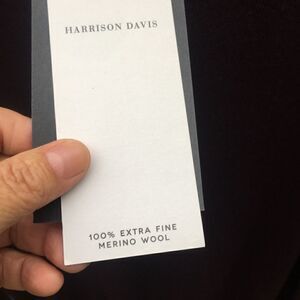 HARRISON DAVIS
100% EXTRA FINE
MERINO WOOL